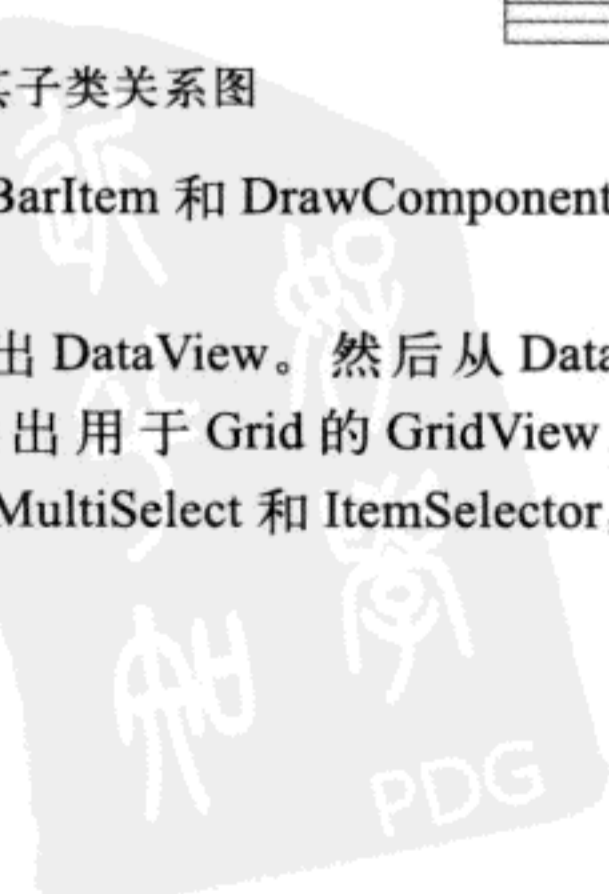 子类关系图
BarItem 和 DrawComponent
出 DataView。然后从 Data
出用于 Grid 的 GridView
MultiSelect 和 ItemSelector
PDG